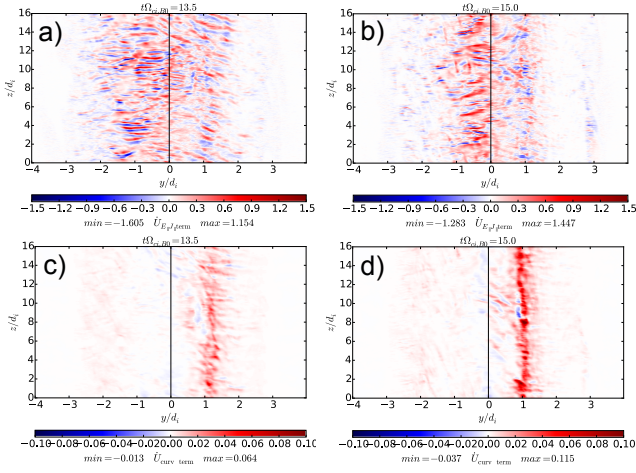 tΩci,B0=13.5
a)
z/di
16
14
12
10
8
6
4
2
0
−4 −3 −2 −1 0 1 2 3
y/di
−1.5 −1.2 −0.9 −0.6 −0.3 0.0 0.3 0.6 0.9 1.2 1.5
min=−1.605 U̇E∥J∥term max=1.154
tΩci,B0=15.0
b)
z/di
16
14
12
10
8
6
4
2
0
−4 −3 −2 −1 0 1 2 3
y/di
−1.5 −1.2 −0.9 −0.6 −0.3 0.0 0.3 0.6 0.9 1.2 1.5
min=−1.283 U̇E∥J∥term max=1.447
tΩci,B0=13.5
c)
z/di
16
14
12
10
8
6
4
2
0
−4 −3 −2 −1 0 1 2 3
y/di
−0.10 −0.08 −0.06 −0.04 −0.02 0.00 0.02 0.04 0.06 0.08 0.10
min=−0.013 U̇curv term max=0.064
tΩci,B0=15.0
d)
z/di
16
14
12
10
8
6
4
2
0
−4 −3 −2 −1 0 1 2 3
y/di
−0.10 −0.08 −0.06 −0.04 −0.02 0.00 0.02 0.04 0.06 0.08 0.10
min=−0.037 U̇curv term max=0.115